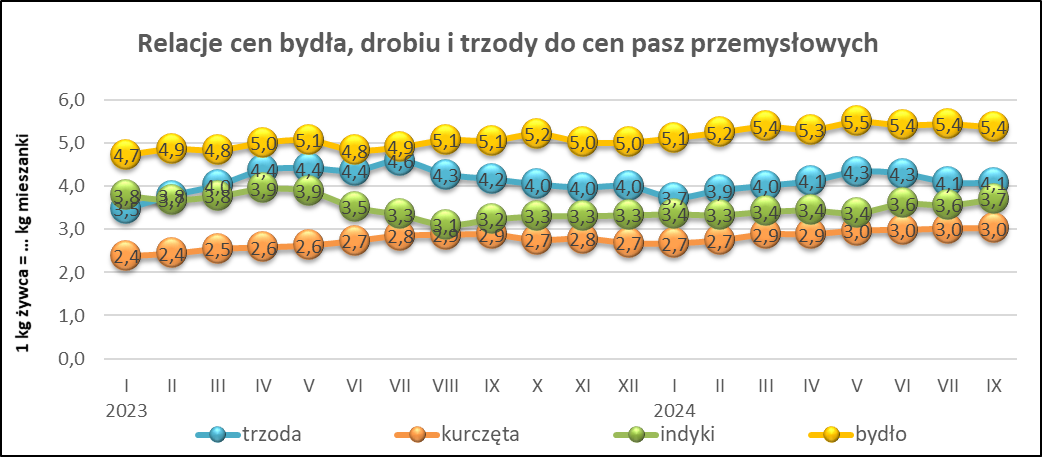 Relacje cen bydła, drobiu i trzody do cen pasz przemysłowych
1 kg żywca = ... kg mieszanki
6,0
5,0
4,0
3,0
2,0
1,0
0,0
4,7 4,9 4,8 5,0 5,1 4,8 4,9 5,1 5,1 5,2 5,0 5,0 5,1 5,2 5,4 5,3 5,5 5,4 5,4 5,4
3,5 3,8 4,0 4,4 4,4 4,4 4,6 4,3 4,2 4,0 4,0 4,0 3,7 3,9 4,0 4,1 4,3 4,3 4,1 4,1
3,8 3,7 3,8 3,9 3,9 3,5 3,3 3,1 3,2 3,3 3,3 3,3 3,4 3,3 3,4 3,4 3,4 3,6 3,6 3,7
2,4 2,4 2,5 2,6 2,6 2,7 2,8 2,9 2,9 2,7 2,8 2,7 2,7 2,7 2,9 2,9 3,0 3,0 3,0 3,0
I II III IV V VI VII VIII IX X XI XII I II III IV V VI VII IX
2023 2024
trzoda kurczęta indyki bydło